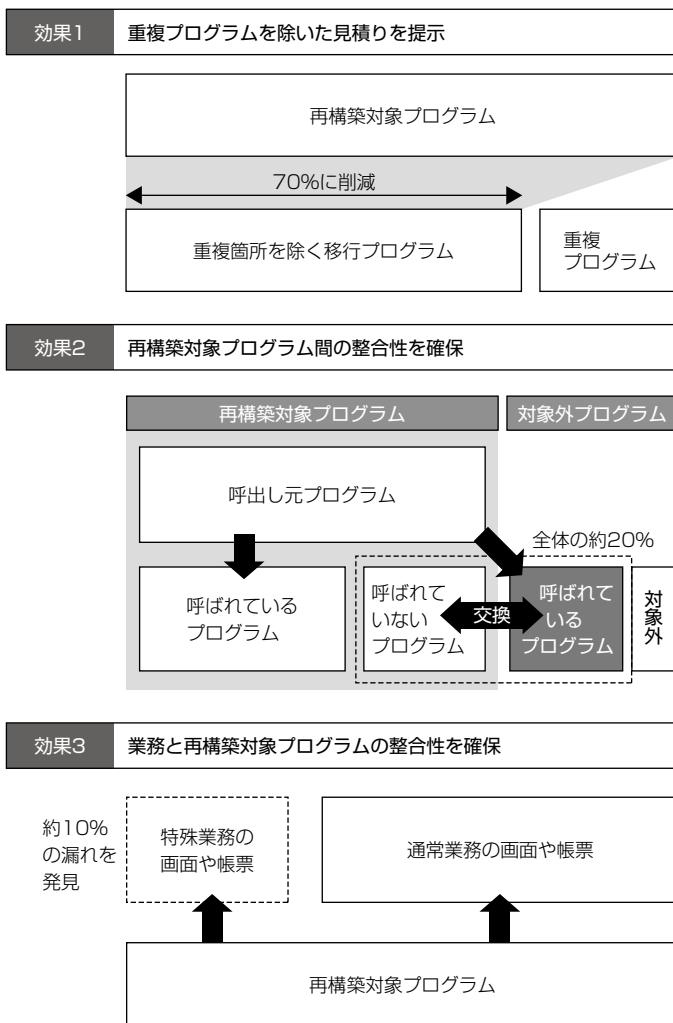 効果1 重複プログラムを除いた見積りを提示
再構築対象プログラム
70%に削減
重複箇所を除く移行プログラム
重複
プログラム
効果2 再構築対象プログラム間の整合性を確保
再構築対象プログラム
対象外プログラム
呼出し元プログラム
全体の約20%
呼ばれている
プログラム
呼ばれて
いない
プログラム
交換
呼ばれて
いる
プログラム
対象外
効果3 業務と再構築対象プログラムの整合性を確保
約10%
の漏れを
発見
特殊業務の
画面や帳票
通常業務の画面や帳票
再構築対象プログラム